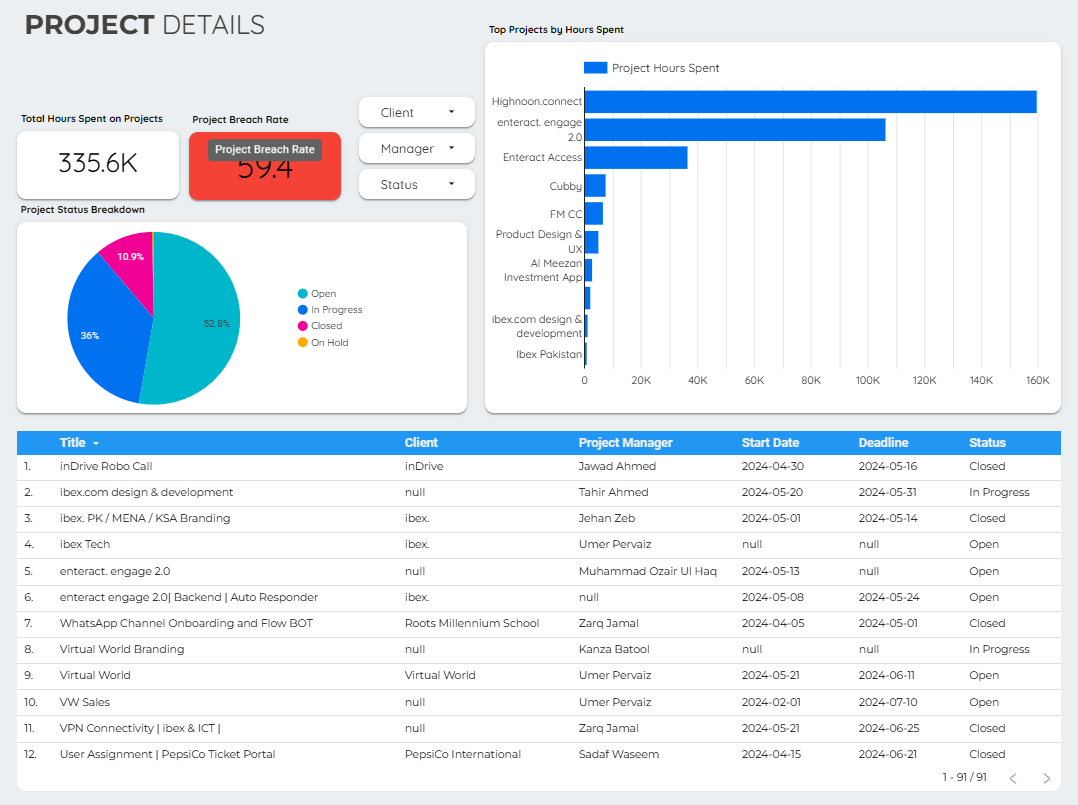 PROJECT DETAILS
Total Hours Spent on Projects
335.6K
Project Breach Rate
Project Breach Rate
59.4
Client
Manager
Status
Project Status Breakdown
10.9%
36%
52.8%
Open
In Progress
Closed
On Hold
Top Projects by Hours Spent
Project Hours Spent
Highnoon.connect
enteract. engage
2.0
Enteract Access
Cubby
FM CC
Product Design &
UX
Al Meezan
Investment App
ibex.com design &
development
Ibex Pakistan
0 20K 40K 60K 80K 100K 120K 140K 160K
Title Client Project Manager Start Date Deadline Status
1. inDrive Robo Call inDrive Jawad Ahmed 2024-04-30 2024-05-16 Closed
2. ibex.com design & development null Tahir Ahmed 2024-05-20 2024-05-31 In Progress
3. ibex. PK / MENA / KSA Branding ibex. Jehan Zeb 2024-05-01 2024-05-14 Closed
4. ibex Tech ibex. Umer Pervaiz null null Open
5. enteract. engage 2.0 null Muhammad Ozair Ul Haq 2024-05-13 null Open
6. enteract engage 2.0| Backend | Auto Responder ibex. null 2024-05-08 2024-05-24 Open
7. WhatsApp Channel Onboarding and Flow BOT Roots Millennium School Zarq Jamal 2024-04-05 2024-05-01 Closed
8. Virtual World Branding null Kanza Batool null null In Progress
9. Virtual World Virtual World Umer Pervaiz 2024-05-21 2024-06-11 Open
10. VW Sales null Umer Pervaiz 2024-02-01 2024-07-10 Open
11. VPN Connectivity | ibex & ICT | null Zarq Jamal 2024-05-21 2024-06-25 Closed
12. User Assignment | PepsiCo Ticket Portal PepsiCo International Sadaf Waseem 2024-04-15 2024-06-21 Closed
1 - 91 / 91